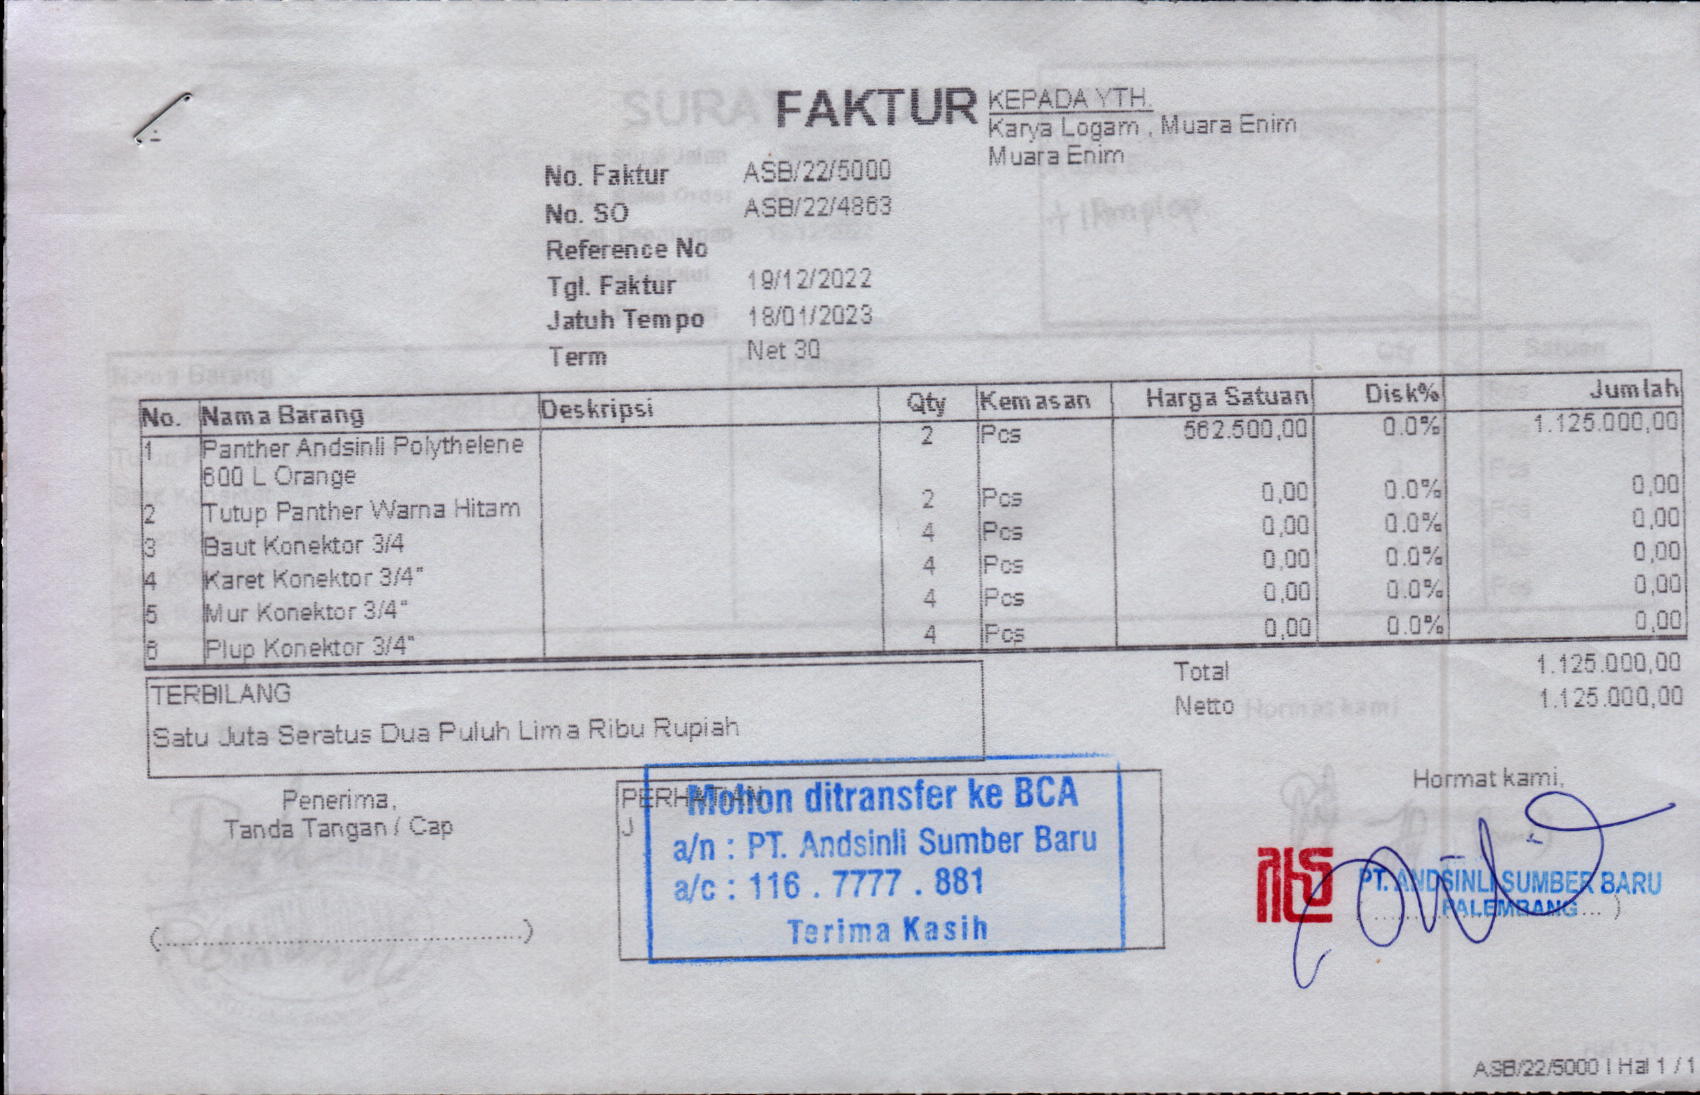 FAKTUR
KEPADA YTH.
Karya Logam , Muara Enim
Muara Enim
No. Faktur ASB/22/5000
No. SO ASB/22/4863
Reference No
Tgl. Faktur 19/12/2022
Jatuh Tempo 18/01/2023
Term Net 30
No. Nama Barang Deskripsi Qty Kemasan Harga Satuan Disk% Jumlah
1 Panther Andsinli Polythelene 2 Pcs 562.500,00 0.0% 1.125.000,00
600 L Orange
2 Tutup Panther Warna Hitam 2 Pcs 0,00 0.0% 0,00
3 Baut Konektor 3/4 4 Pcs 0,00 0.0% 0,00
4 Karet Konektor 3/4" 4 Pcs 0,00 0.0% 0,00
5 Mur Konektor 3/4" 4 Pcs 0,00 0.0% 0,00
6 Plup Konektor 3/4" 4 Pcs 0,00 0.0% 0,00
Total 1.125.000,00
Netto 1.125.000,00
TERBILANG
Satu Juta Seratus Dua Puluh Lima Ribu Rupiah
Penerima,
Tanda Tangan / Cap
(......................................................)
PERHATIAN
J
Mohon ditransfer ke BCA
a/n : PT. Andsinli Sumber Baru
a/c : 116 . 7777 . 881
Terima Kasih
Hormat kami,
PT. ANDSINLI SUMBER BARU
PALEMBANG
ASB/22/5000 | Hal 1 / 1